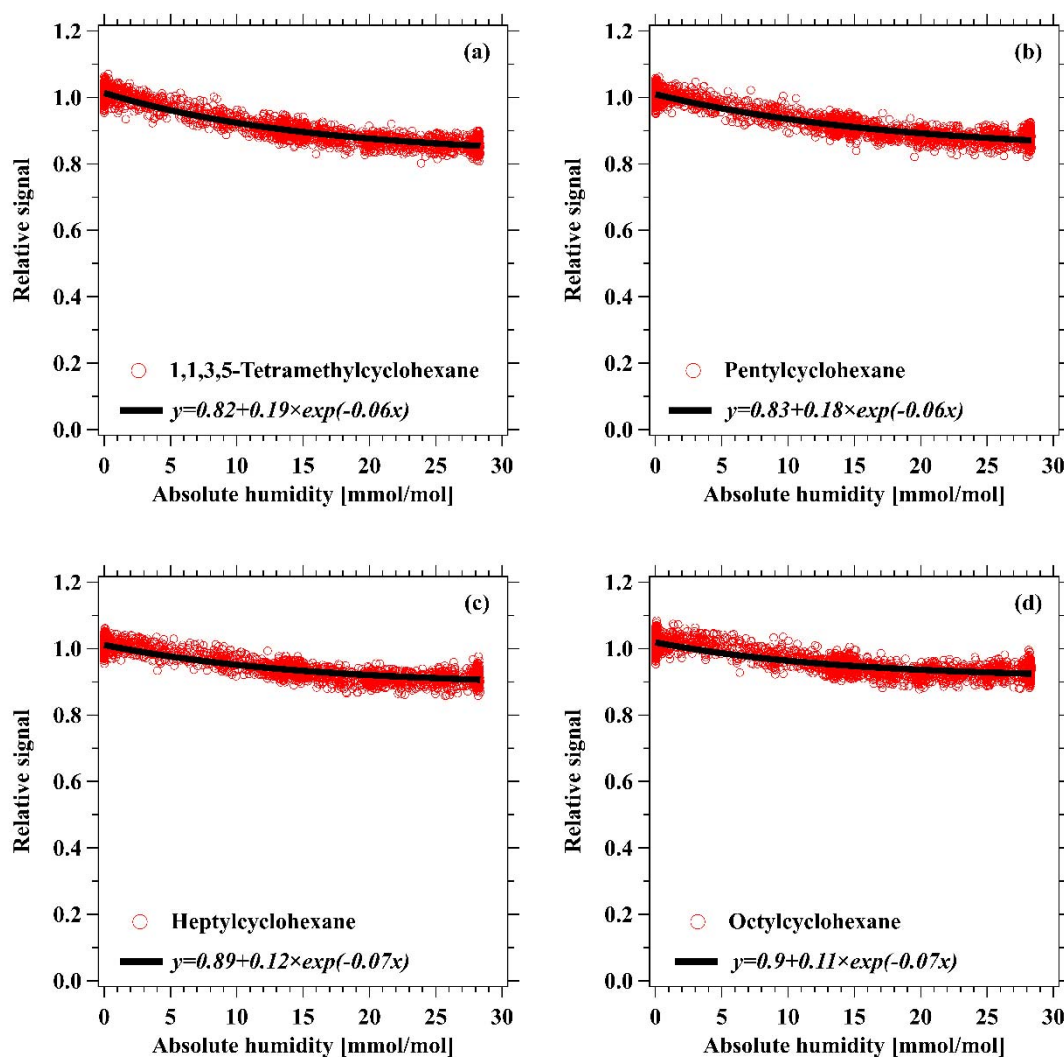 (a)
1.2
1.0
0.8
0.6
0.4
0.2
0.0
Relative signal
1,1,3,5-Tetramethylcyclohexane
y=0.82+0.19×exp(-0.06x)
0 5 10 15 20 25 30
Absolute humidity [mmol/mol]
(b)
1.2
1.0
0.8
0.6
0.4
0.2
0.0
Relative signal
Pentylcyclohexane
y=0.83+0.18×exp(-0.06x)
0 5 10 15 20 25 30
Absolute humidity [mmol/mol]
(c)
1.2
1.0
0.8
0.6
0.4
0.2
0.0
Relative signal
Heptylcyclohexane
y=0.89+0.12×exp(-0.07x)
0 5 10 15 20 25 30
Absolute humidity [mmol/mol]
(d)
1.2
1.0
0.8
0.6
0.4
0.2
0.0
Relative signal
Octylcyclohexane
y=0.9+0.11×exp(-0.07x)
0 5 10 15 20 25 30
Absolute humidity [mmol/mol]